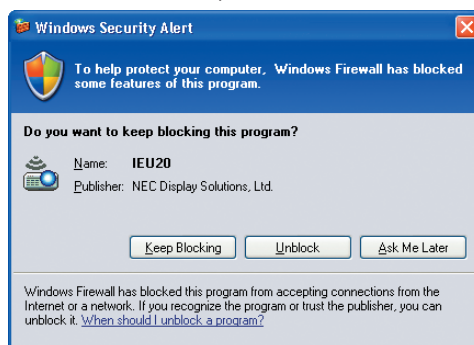 Windows Security Alert
To help protect your computer, Windows Firewall has blocked
some features of this program.
Do you want to keep blocking this program?
Name: IEU20
Publisher: NEC Display Solutions, Ltd.
Keep Blocking Unblock Ask Me Later
Windows Firewall has blocked this program from accepting connections from the
Internet or a network. If you recognize the program or trust the publisher, you can
unblock it. When should I unblock a program?